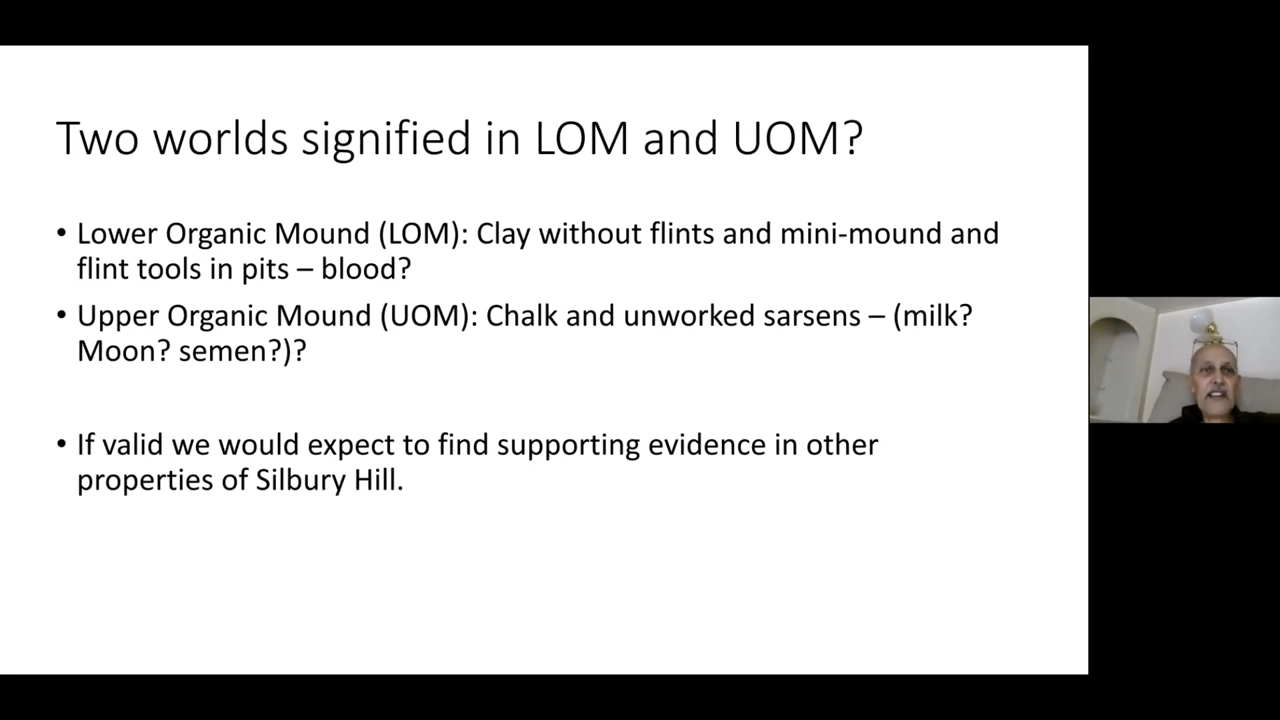 Two worlds signified in LOM and UOM?
• Lower Organic Mound (LOM): Clay without flints and mini-mound and
flint tools in pits – blood?
• Upper Organic Mound (UOM): Chalk and unworked sarsens – (milk?
Moon? semen?)?
• If valid we would expect to find supporting evidence in other
properties of Silbury Hill.